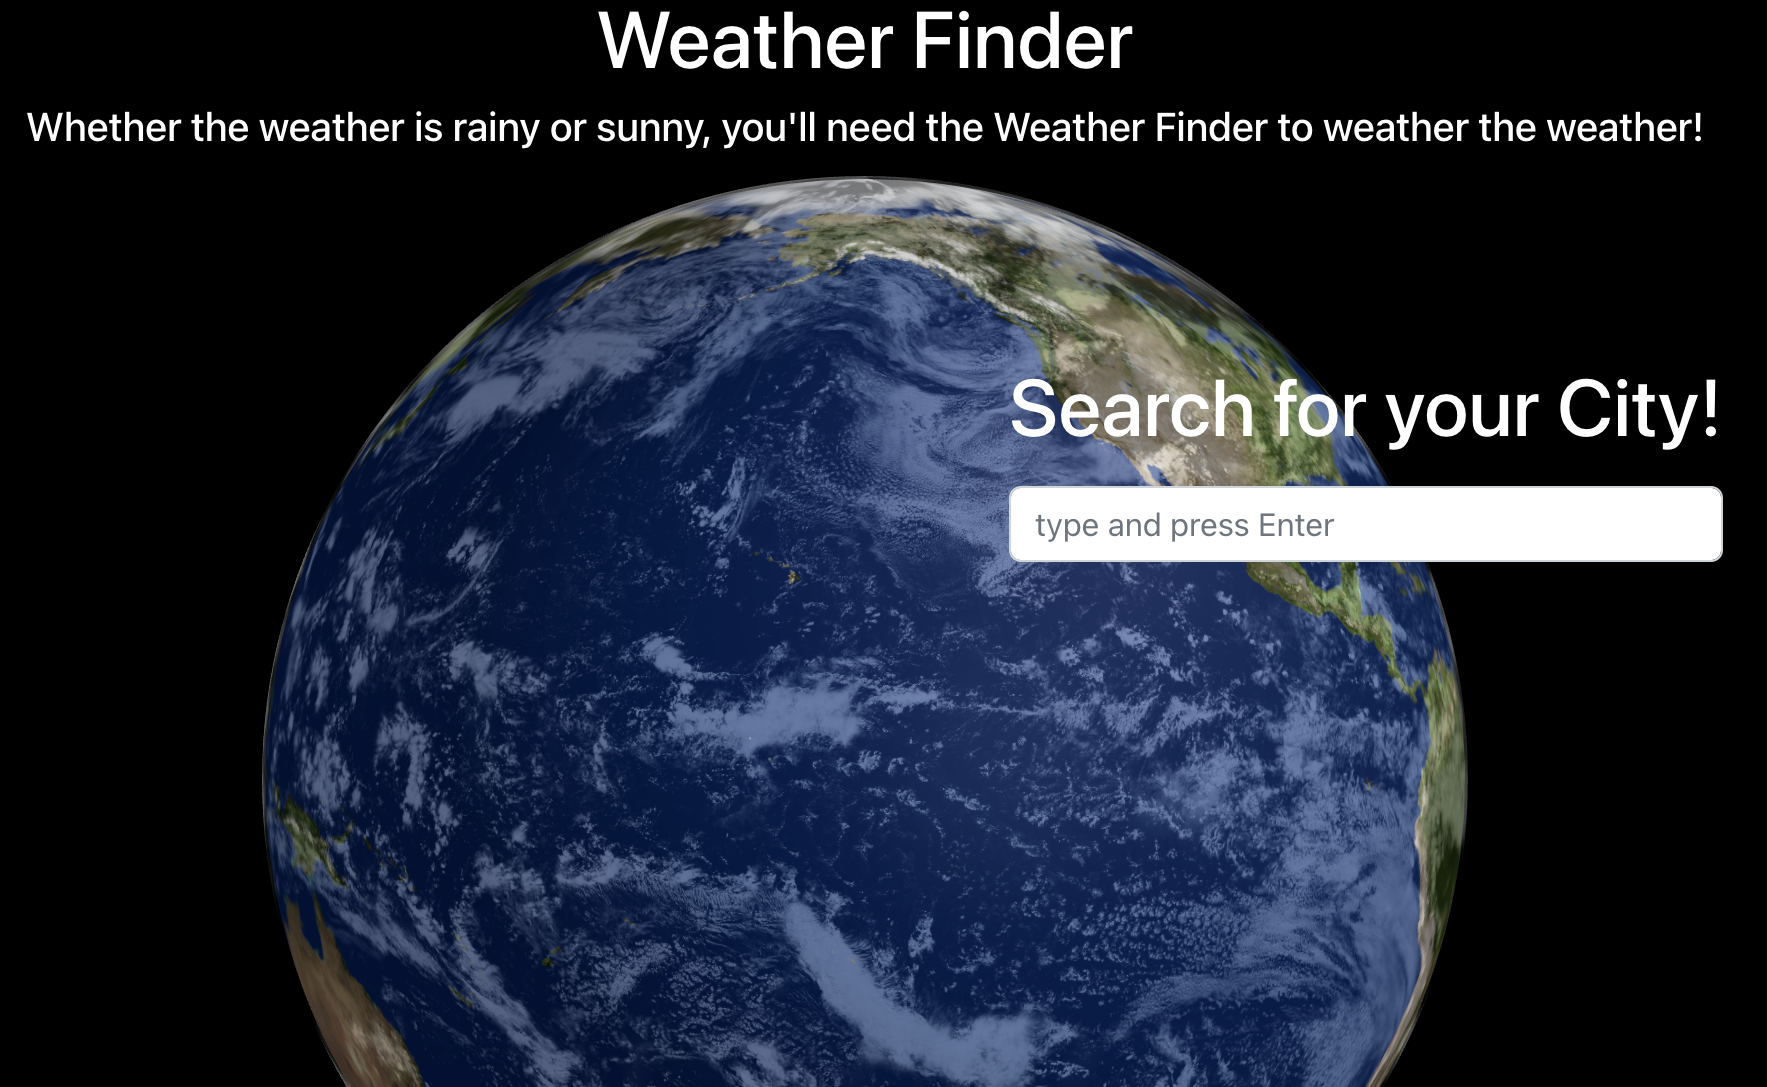 Weather Finder
Whether the weather is rainy or sunny, you'll need the Weather Finder to weather the weather!
Search for your City!
type and press Enter